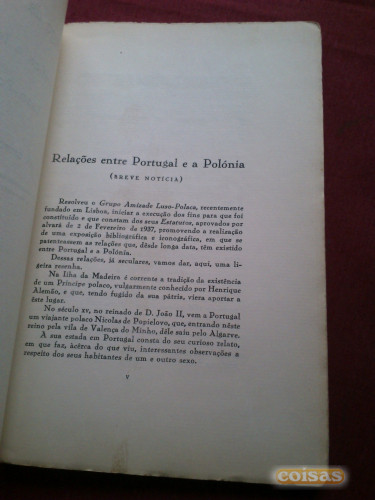 Relações entre Portugal e a Polónia
(BREVE NOTÍCIA)
Resolveu o Grupo Amizade Luso-Polaca, recentemente
fundado em Lisboa, iniciar a execução dos fins para que foi
constituído e que constam dos seus Estatutos, aprovados por
alvará de 2 de Fevereiro de 1937, promovendo a realização
de uma exposição bibliográfica e iconográfica, em que se
patenteassem as relações que, desde longa data, têm existido
entre Portugal e a Polónia.
Dessas relações, já seculares, vamos dar, aqui, uma li-
geira resenha.
Na Ilha da Madeira é corrente a tradição da existência
de um Príncipe polaco, vulgarmente conhecido por Henrique
Alemão, e que, tendo fugido da sua pátria, viera aportar a
êste lugar.
No século XV, no reinado de D. João II, vem a Portugal
um viajante polaco Nicolas de Popielovo, que, entrando nêste
reino pela vila de Valença do Minho, dêle saíu pelo Algarve.
A sua estada em Portugal consta do seu curioso relato,
em que faz, àcêrca do que viu, interessantes observações a
respeito dos seus habitantes de um e outro sexo.
V
coisas